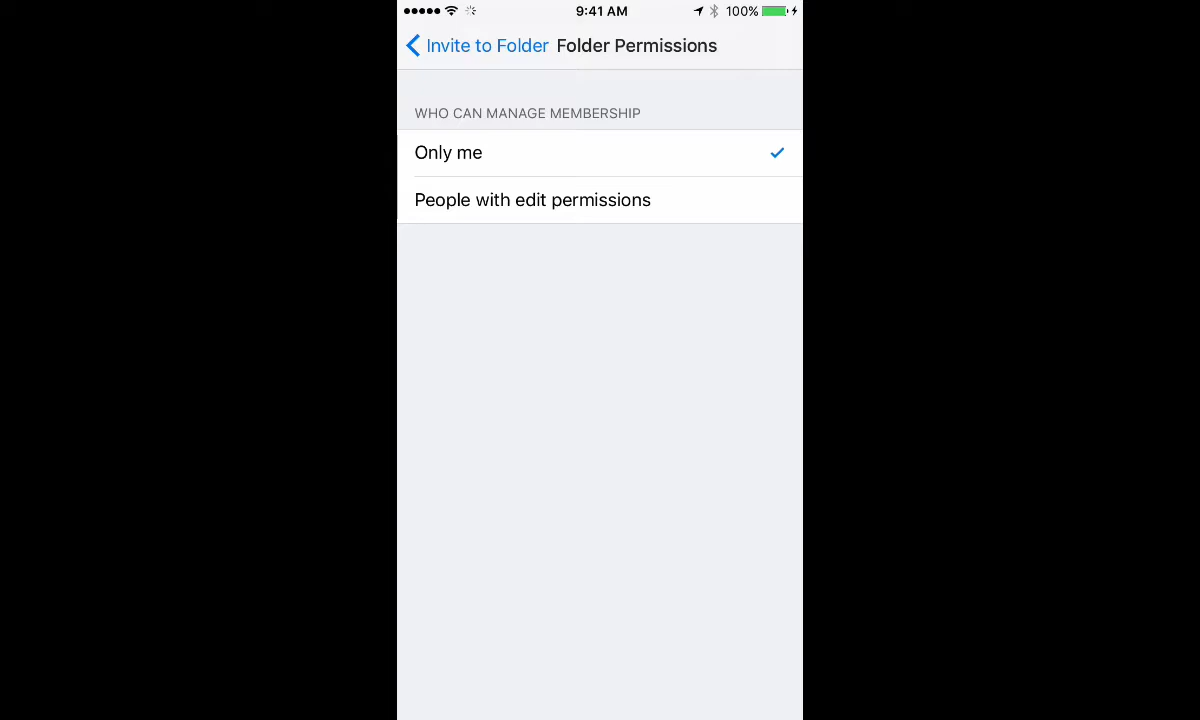 9:41 AM 100%
Invite to Folder Folder Permissions
WHO CAN MANAGE MEMBERSHIP
Only me
People with edit permissions